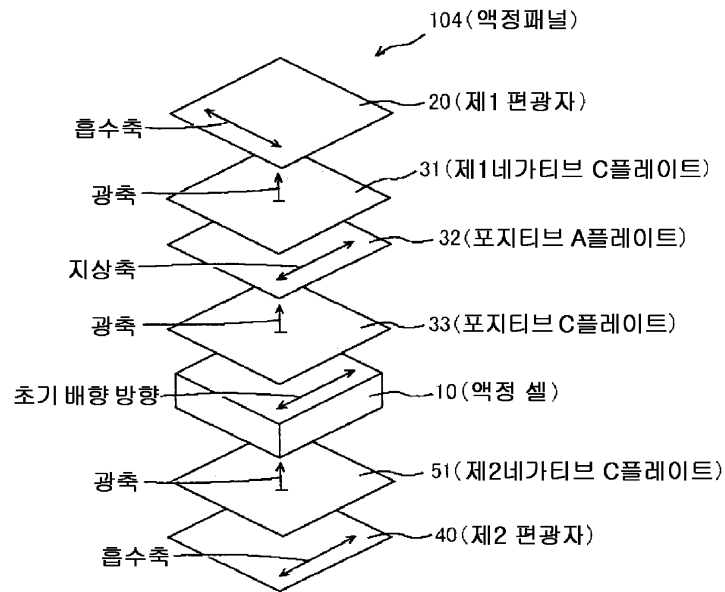 104(액정패널)
20(제1 편광자)
흡수축
31(제1네가티브 C플레이트)
광축
32(포지티브 A플레이트)
지상축
광축
33(포지티브 C플레이트)
초기 배향 방향
10(액정 셀)
51(제2네가티브 C플레이트)
광축
40(제2 편광자)
흡수축